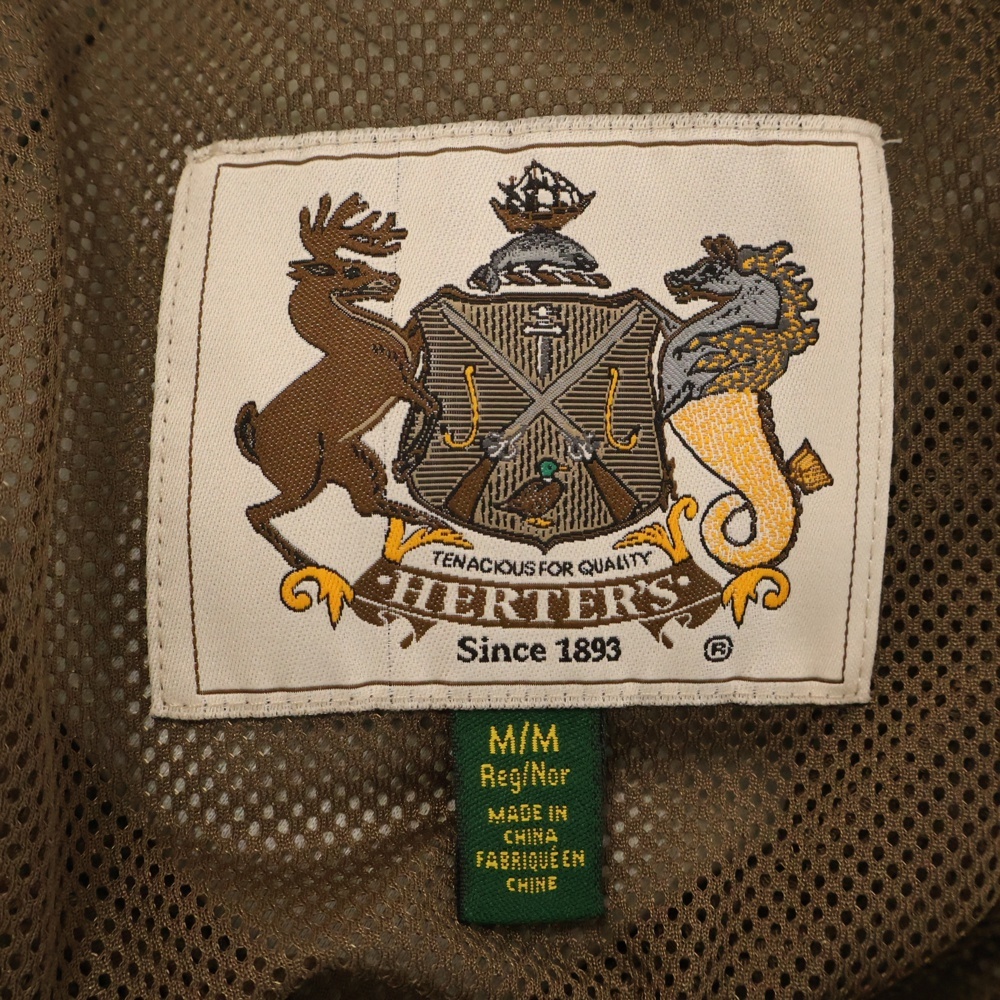 TENACIOUS FOR QUALITY
·HERTER'S·
Since 1893 ®
M/M
Reg/Nor
MADE IN
CHINA
FABRIQUÉ EN
CHINE